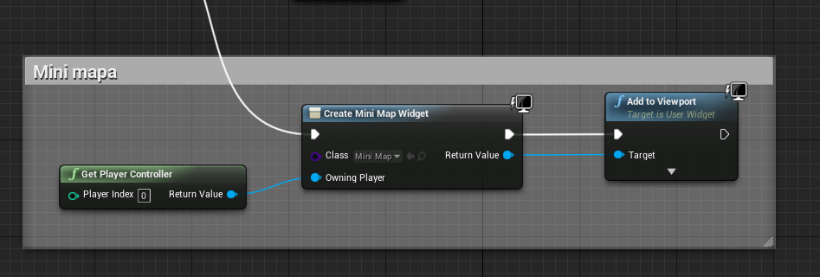 Mini mapa
Create Mini Map Widget
Class Mini Map Return Value
Owning Player
Add to Viewport
Target is User Widget
Target
Get Player Controller
Player Index 0 Return Value